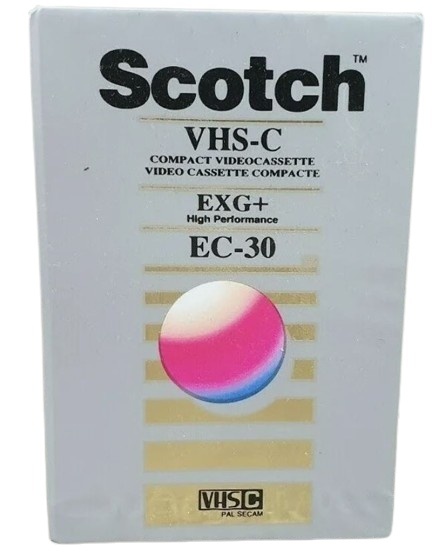 Scotch™
VHS-C
COMPACT VIDEOCASSETTE
VIDEO CASSETTE COMPACTE
EXG+
High Performance
EC-30
VHS C
PAL SECAM